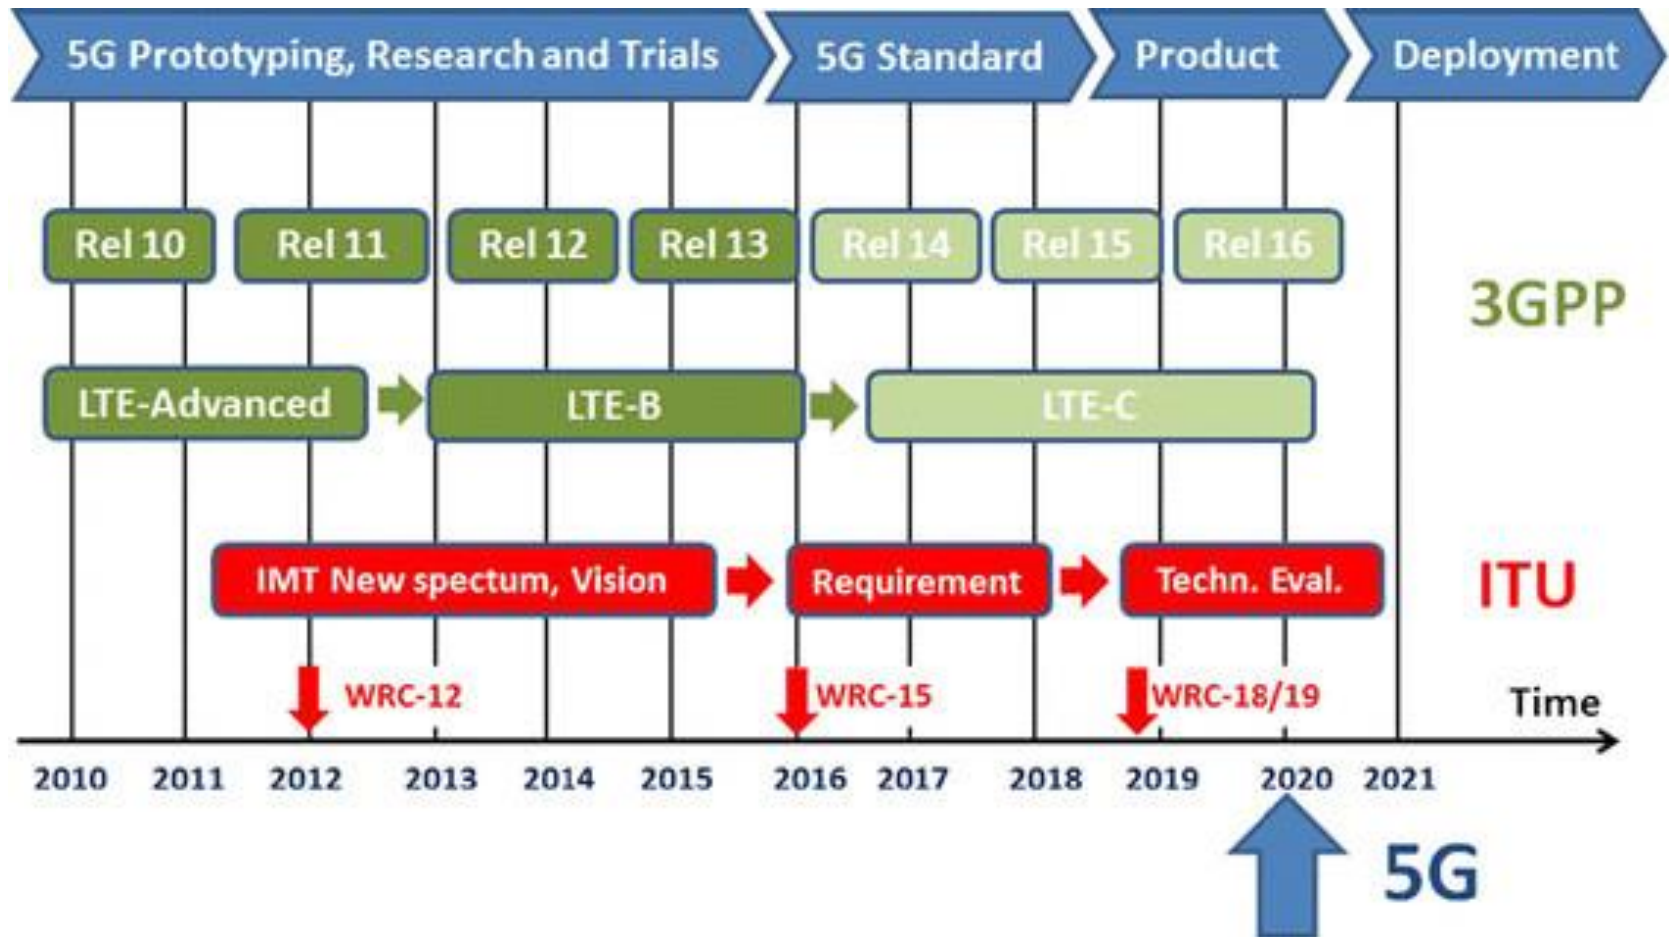 5G Prototyping, Research and Trials
5G Standard
Product
Deployment
Rel 10
Rel 11
Rel 12
Rel 13
Rel 14
Rel 15
Rel 16
3GPP
LTE-Advanced
LTE-B
LTE-C
IMT New spectum, Vision
Requirement
Techn. Eval.
ITU
WRC-12
WRC-15
WRC-18/19
Time
2010
2011
2012
2013
2014
2015
2016
2017
2018
2019
2020
2021
5G